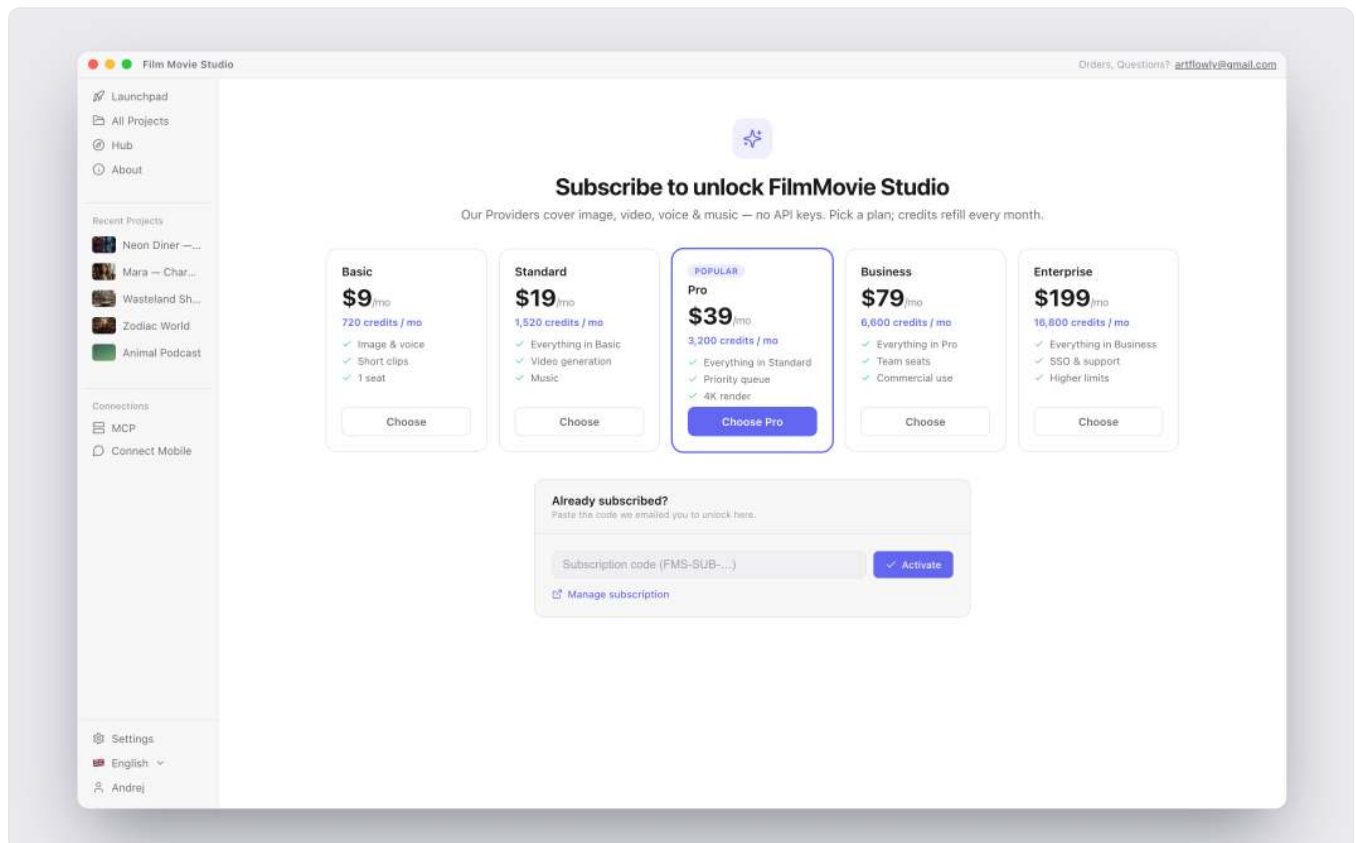 Film Movie Studio
Orders, Questions? artflowlv@gmail.com
Launchpad
All Projects
Hub
About
Recent Projects
Neon Diner —...
Mara — Char...
Wasteland Sh...
Zodiac World
Animal Podcast
Connections
MCP
Connect Mobile
Settings
English
Andrej
Subscribe to unlock FilmMovie Studio
Our Providers cover image, video, voice & music — no API keys. Pick a plan; credits refill every month.
Basic
$9/mo
720 credits / mo
Image & voice
Short clips
1 seat
Choose
Standard
$19/mo
1,520 credits / mo
Everything in Basic
Video generation
Music
Choose
POPULAR
Pro
$39/mo
3,200 credits / mo
Everything in Standard
Priority queue
4K render
Choose Pro
Business
$79/mo
6,600 credits / mo
Everything in Pro
Team seats
Commercial use
Choose
Enterprise
$199/mo
16,800 credits / mo
Everything in Business
SSO & support
Higher limits
Choose
Already subscribed?
Paste the code we emailed you to unlock here.
Subscription code (FMS-SUB-...)
Activate
Manage subscription